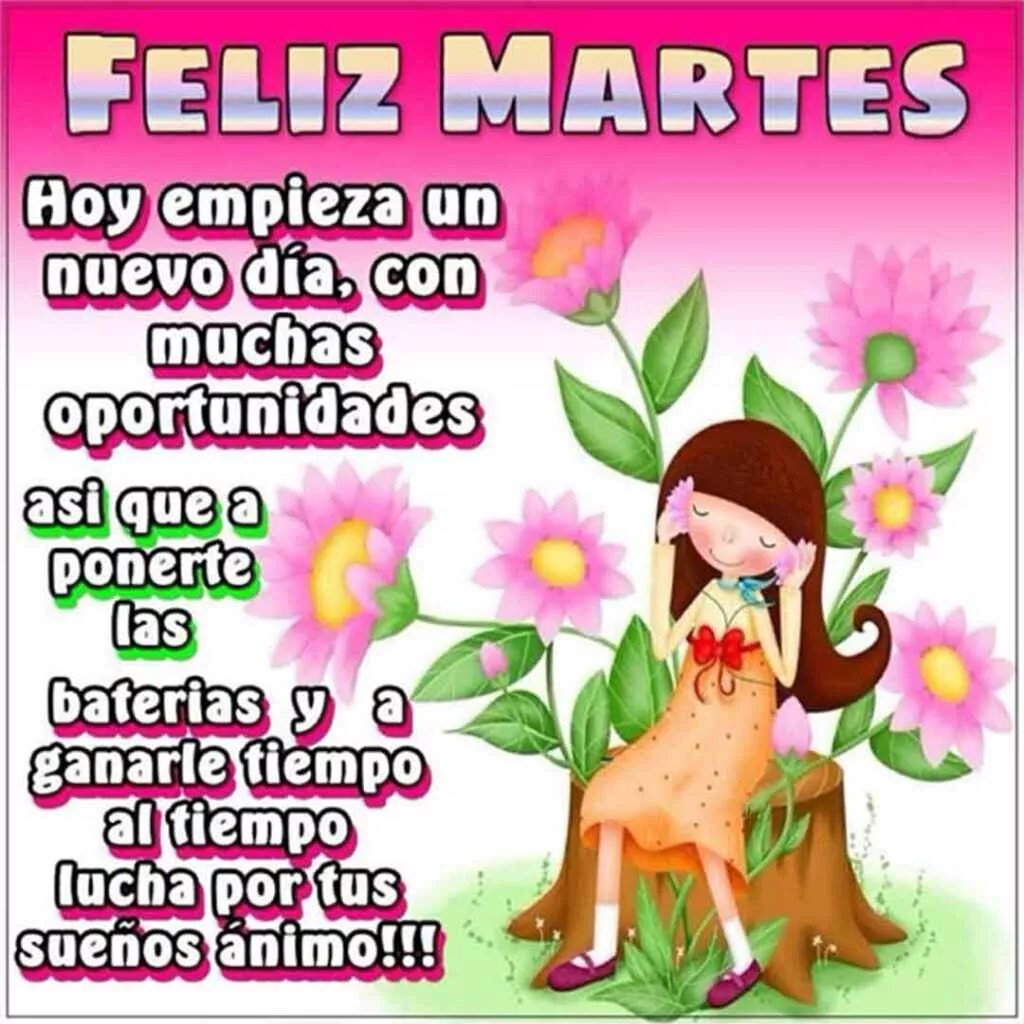 FELIZ MARTES
Hoy empieza un
nuevo día, con
muchas
oportunidades
asi que a
ponerte
las
baterias y a
ganarle tiempo
al tiempo
lucha por tus
sueños ánimo!!!